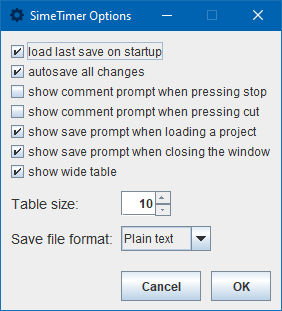 SimeTimer Options
load last save on startup
autosave all changes
show comment prompt when pressing stop
show comment prompt when pressing cut
show save prompt when loading a project
show save prompt when closing the window
show wide table
Table size: 10
Save file format: Plain text
Cancel OK